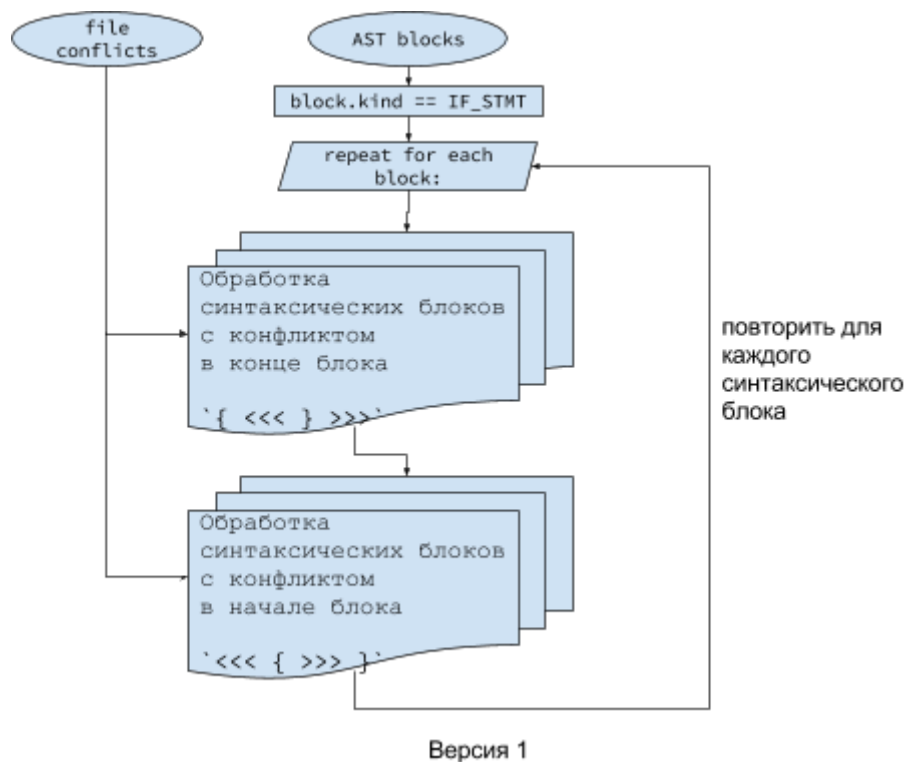 file
conflicts
AST blocks
block.kind == IF_STMT
repeat for each
block:
Обработка
синтаксических блоков
с конфликтом
в конце блока
`{ <<< } >>>`
повторить для
каждого
синтаксического
блока
Обработка
синтаксических блоков
с конфликтом
в начале блока
`<<< { >>> }`
Версия 1